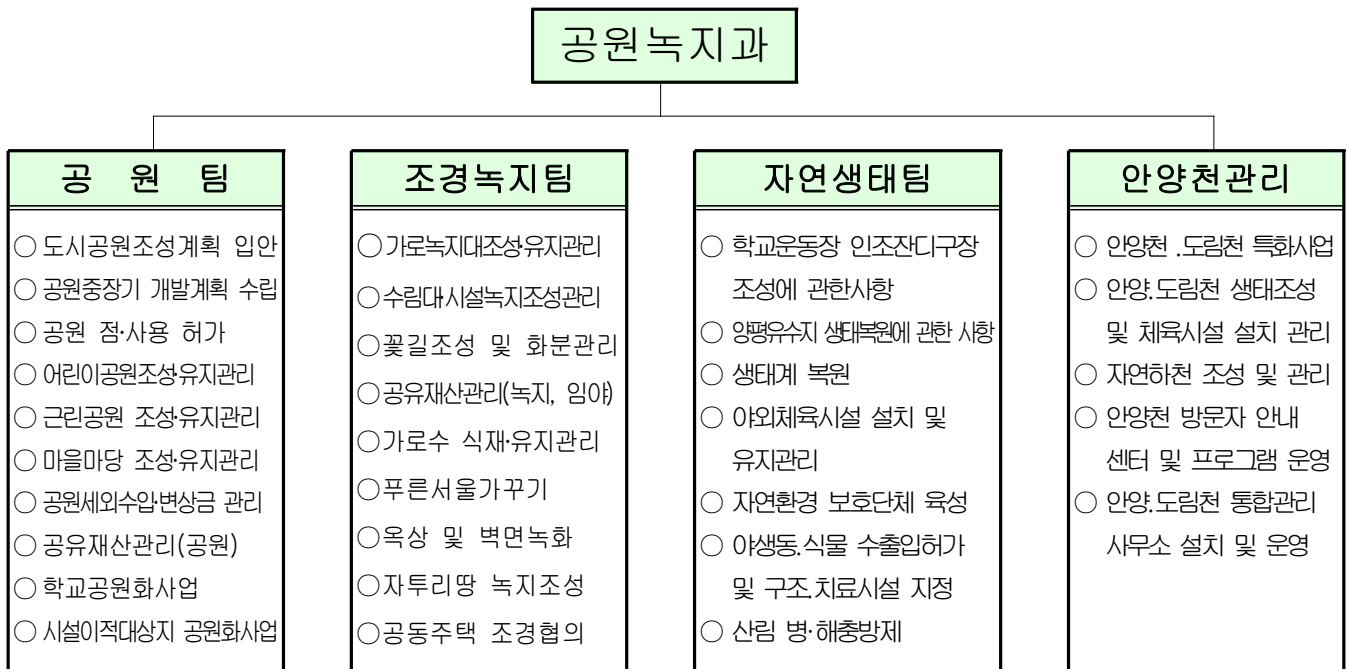 공원녹지과
공 원 팀
○ 도시공원조성계획 입안
○ 공원중장기 개발계획 수립
○ 공원 점·사용 허가
○ 어린이공원조성·유지관리
○ 근린공원 조성·유지관리
○ 마을마당 조성·유지관리
○ 공원세외수입·변상금 관리
○ 공유재산관리(공원)
○ 학교공원화사업
○ 시설이적대상지 공원화사업
조경녹지팀
○가로녹지대조성·유지관리
○수림대·시설녹지조성관리
○꽃길조성 및 화분관리
○공유재산관리(녹지, 임야)
○가로수 식재·유지관리
○푸른서울가꾸기
○옥상 및 벽면녹화
○자투리땅 녹지조성
○공동주택 조경협의
자연생태팀
○ 학교운동장 인조잔디구장
조성에 관한사항
○ 양평유수지 생태복원에 관한 사항
○ 생태계 복원
○ 야외체육시설 설치 및
유지관리
○ 자연환경 보호단체 육성
○ 야생동.식물 수출입허가
및 구조.치료시설 지정
○ 산림 병·해충방제
안양천관리
○ 안양천 .도림천 특화사업
○ 안양.도림천 생태조성
및 체육시설 설치 관리
○ 자연하천 조성 및 관리
○ 안양천 방문자 안내
센터 및 프로그램 운영
○ 안양.도림천 통합관리
사무소 설치 및 운영